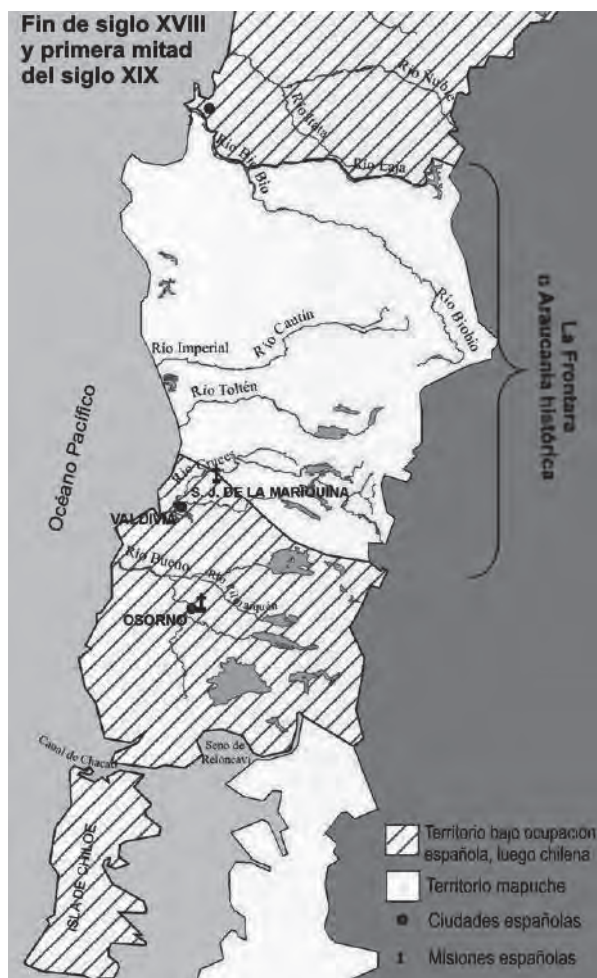 Fin de siglo XVIII
y primera mitad
del siglo XIX
Río Ñuble
Río Itata
Río Bío Bío
Río Laja
Río Biobío
Río Cautín
Río Imperial
Río Toltén
La Frontara
o Araucanía histórica
Océano Pacífico
Río Cruces
S. J. DE LA MARIQUINA
VALDIVIA
Río Bueno
OSORNO
Canal de Chacao
Seno de
Reloncaví
ISLA DE CHILOE
Territorio bajo ocupación
española, luego chilena
Territorio mapuche
Ciudades españolas
Misiones españolas